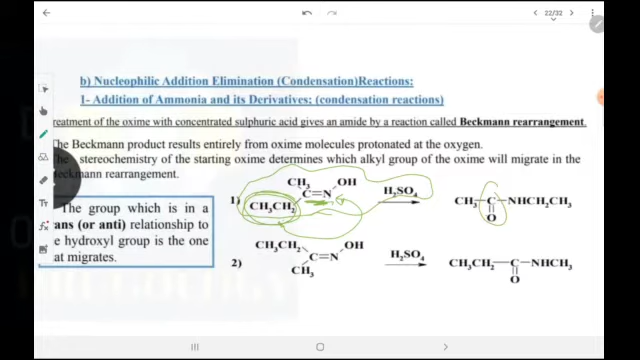 22/32
b) Nucleophilic Addition Elimination (Condensation)Reactions:
1- Addition of Ammonia and its Derivatives: (condensation reactions)
reatment of the oxime with concentrated sulphuric acid gives an amide by a reaction called Beckmann rearrangement.
The Beckmann product results entirely from oxime molecules protonated at the oxygen.
stereochemistry of the starting oxime determines which alkyl group of the oxime will migrate in the
eckmann rearrangement.
The group which is in a
ans (or anti) relationship to
e hydroxyl group is the one
at migrates.
1)
CH₃ OH
C=N
CH₃CH₂
H₂SO₄
CH₃ C NHCH₂CH₃
O
2)
CH₃CH₂ OH
C=N
CH₃
H₂SO₄
CH₃CH₂ C NHCH₃
O
Tт